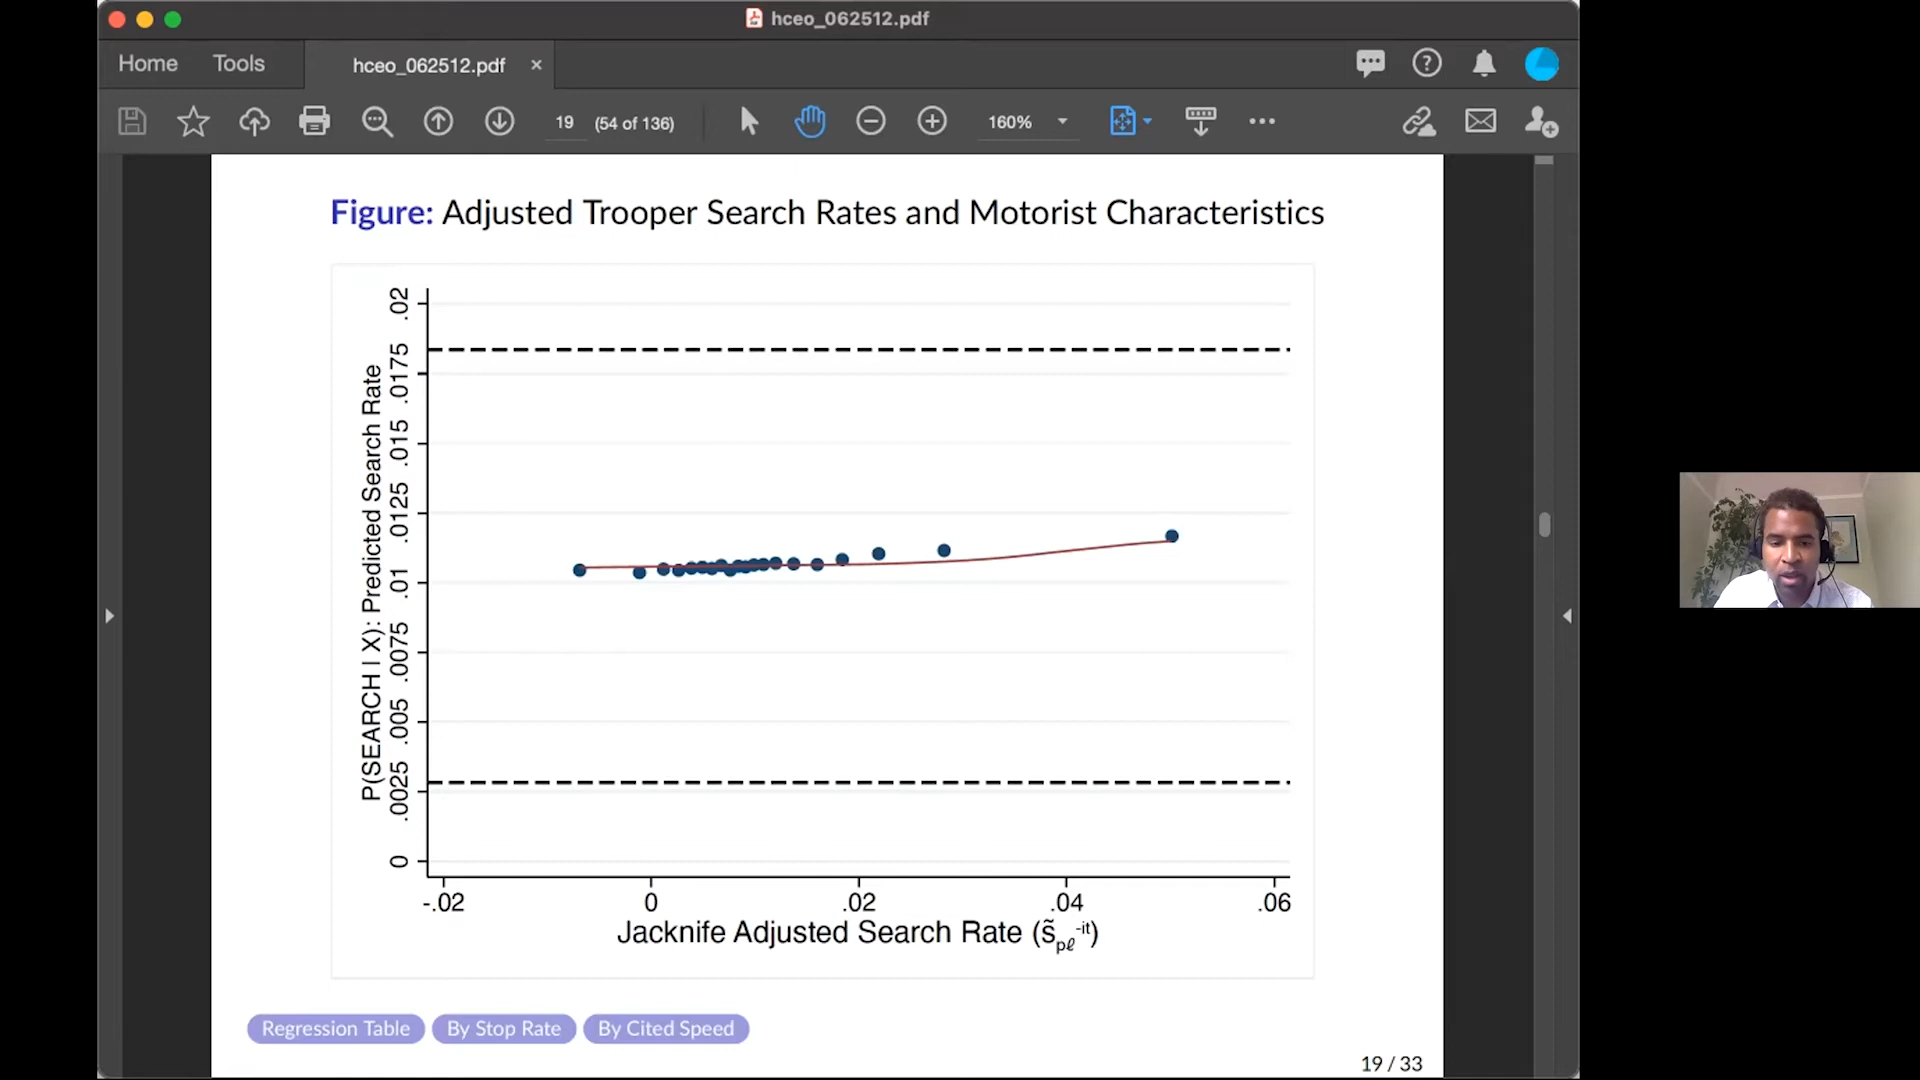 hceo_062512.pdf
Home Tools hceo_062512.pdf ×
19 (54 of 136) 160%
Figure: Adjusted Trooper Search Rates and Motorist Characteristics
P(SEARCH | X): Predicted Search Rate
.02
.0175
.015
.0125
.01
.0075
.005
.0025
0
-.02 0 .02 .04 .06
Jacknife Adjusted Search Rate (s̃pℓ-it)
Regression Table By Stop Rate By Cited Speed
19 / 33